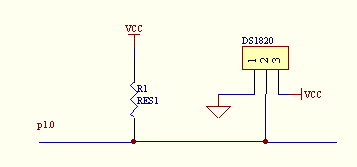 VCC
DS1820
1 2 3
R1
RES1
VCC
p1.0